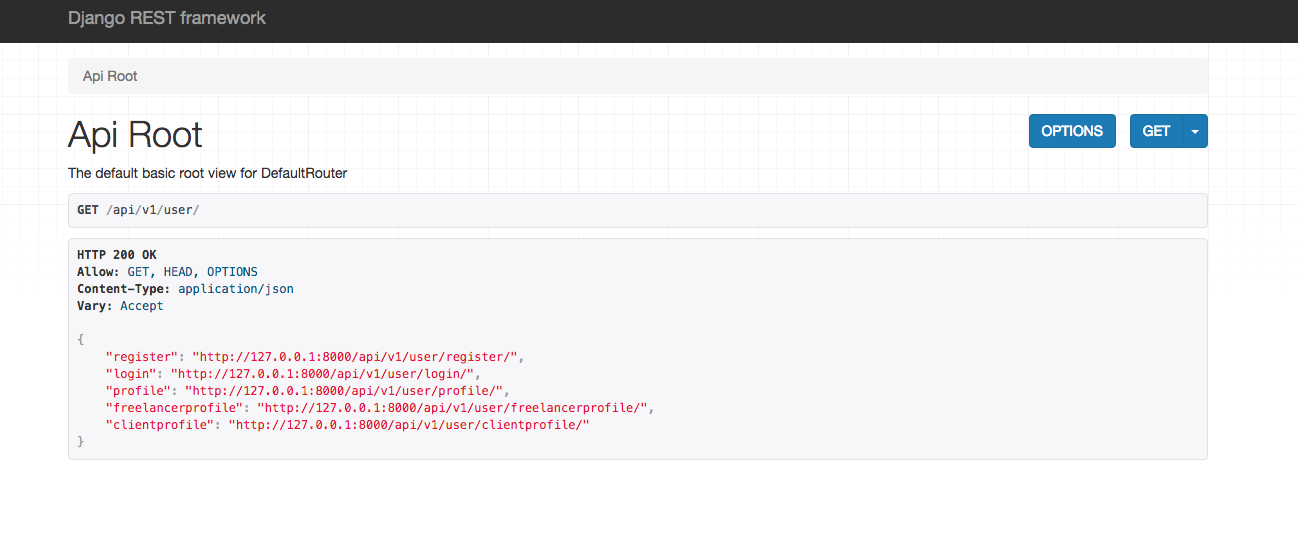 Django REST framework
Api Root
Api Root
OPTIONS
GET
The default basic root view for DefaultRouter
GET /api/v1/user/
HTTP 200 OK
Allow: GET, HEAD, OPTIONS
Content-Type: application/json
Vary: Accept
{
"register": "http://127.0.0.1:8000/api/v1/user/register/",
"login": "http://127.0.0.1:8000/api/v1/user/login/",
"profile": "http://127.0.0.1:8000/api/v1/user/profile/",
"freelancerprofile": "http://127.0.0.1:8000/api/v1/user/freelancerprofile/",
"clientprofile": "http://127.0.0.1:8000/api/v1/user/clientprofile/"
}